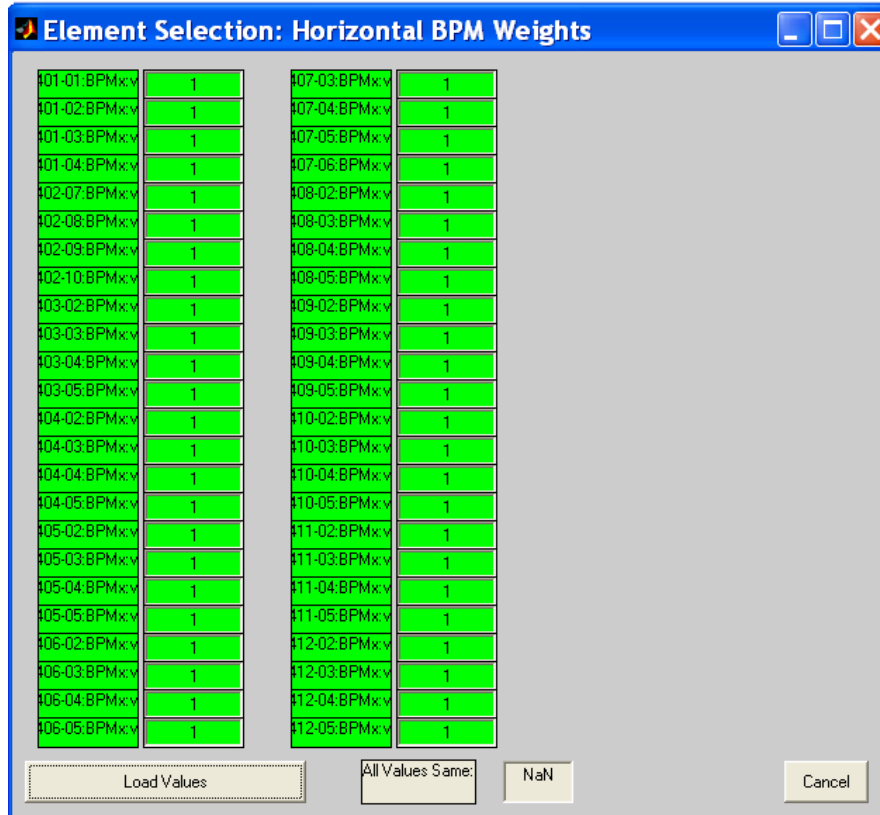 Element Selection: Horizontal BPM Weights
401-01:BPMx:v 1
401-02:BPMx:v 1
401-03:BPMx:v 1
401-04:BPMx:v 1
402-07:BPMx:v 1
402-08:BPMx:v 1
402-09:BPMx:v 1
402-10:BPMx:v 1
403-02:BPMx:v 1
403-03:BPMx:v 1
403-04:BPMx:v 1
403-05:BPMx:v 1
404-02:BPMx:v 1
404-03:BPMx:v 1
404-04:BPMx:v 1
404-05:BPMx:v 1
405-02:BPMx:v 1
405-03:BPMx:v 1
405-04:BPMx:v 1
405-05:BPMx:v 1
406-02:BPMx:v 1
406-03:BPMx:v 1
406-04:BPMx:v 1
406-05:BPMx:v 1
407-03:BPMx:v 1
407-04:BPMx:v 1
407-05:BPMx:v 1
407-06:BPMx:v 1
408-02:BPMx:v 1
408-03:BPMx:v 1
408-04:BPMx:v 1
408-05:BPMx:v 1
409-02:BPMx:v 1
409-03:BPMx:v 1
409-04:BPMx:v 1
409-05:BPMx:v 1
410-02:BPMx:v 1
410-03:BPMx:v 1
410-04:BPMx:v 1
410-05:BPMx:v 1
411-02:BPMx:v 1
411-03:BPMx:v 1
411-04:BPMx:v 1
411-05:BPMx:v 1
412-02:BPMx:v 1
412-03:BPMx:v 1
412-04:BPMx:v 1
412-05:BPMx:v 1
Load Values
All Values Same:
NaN
Cancel